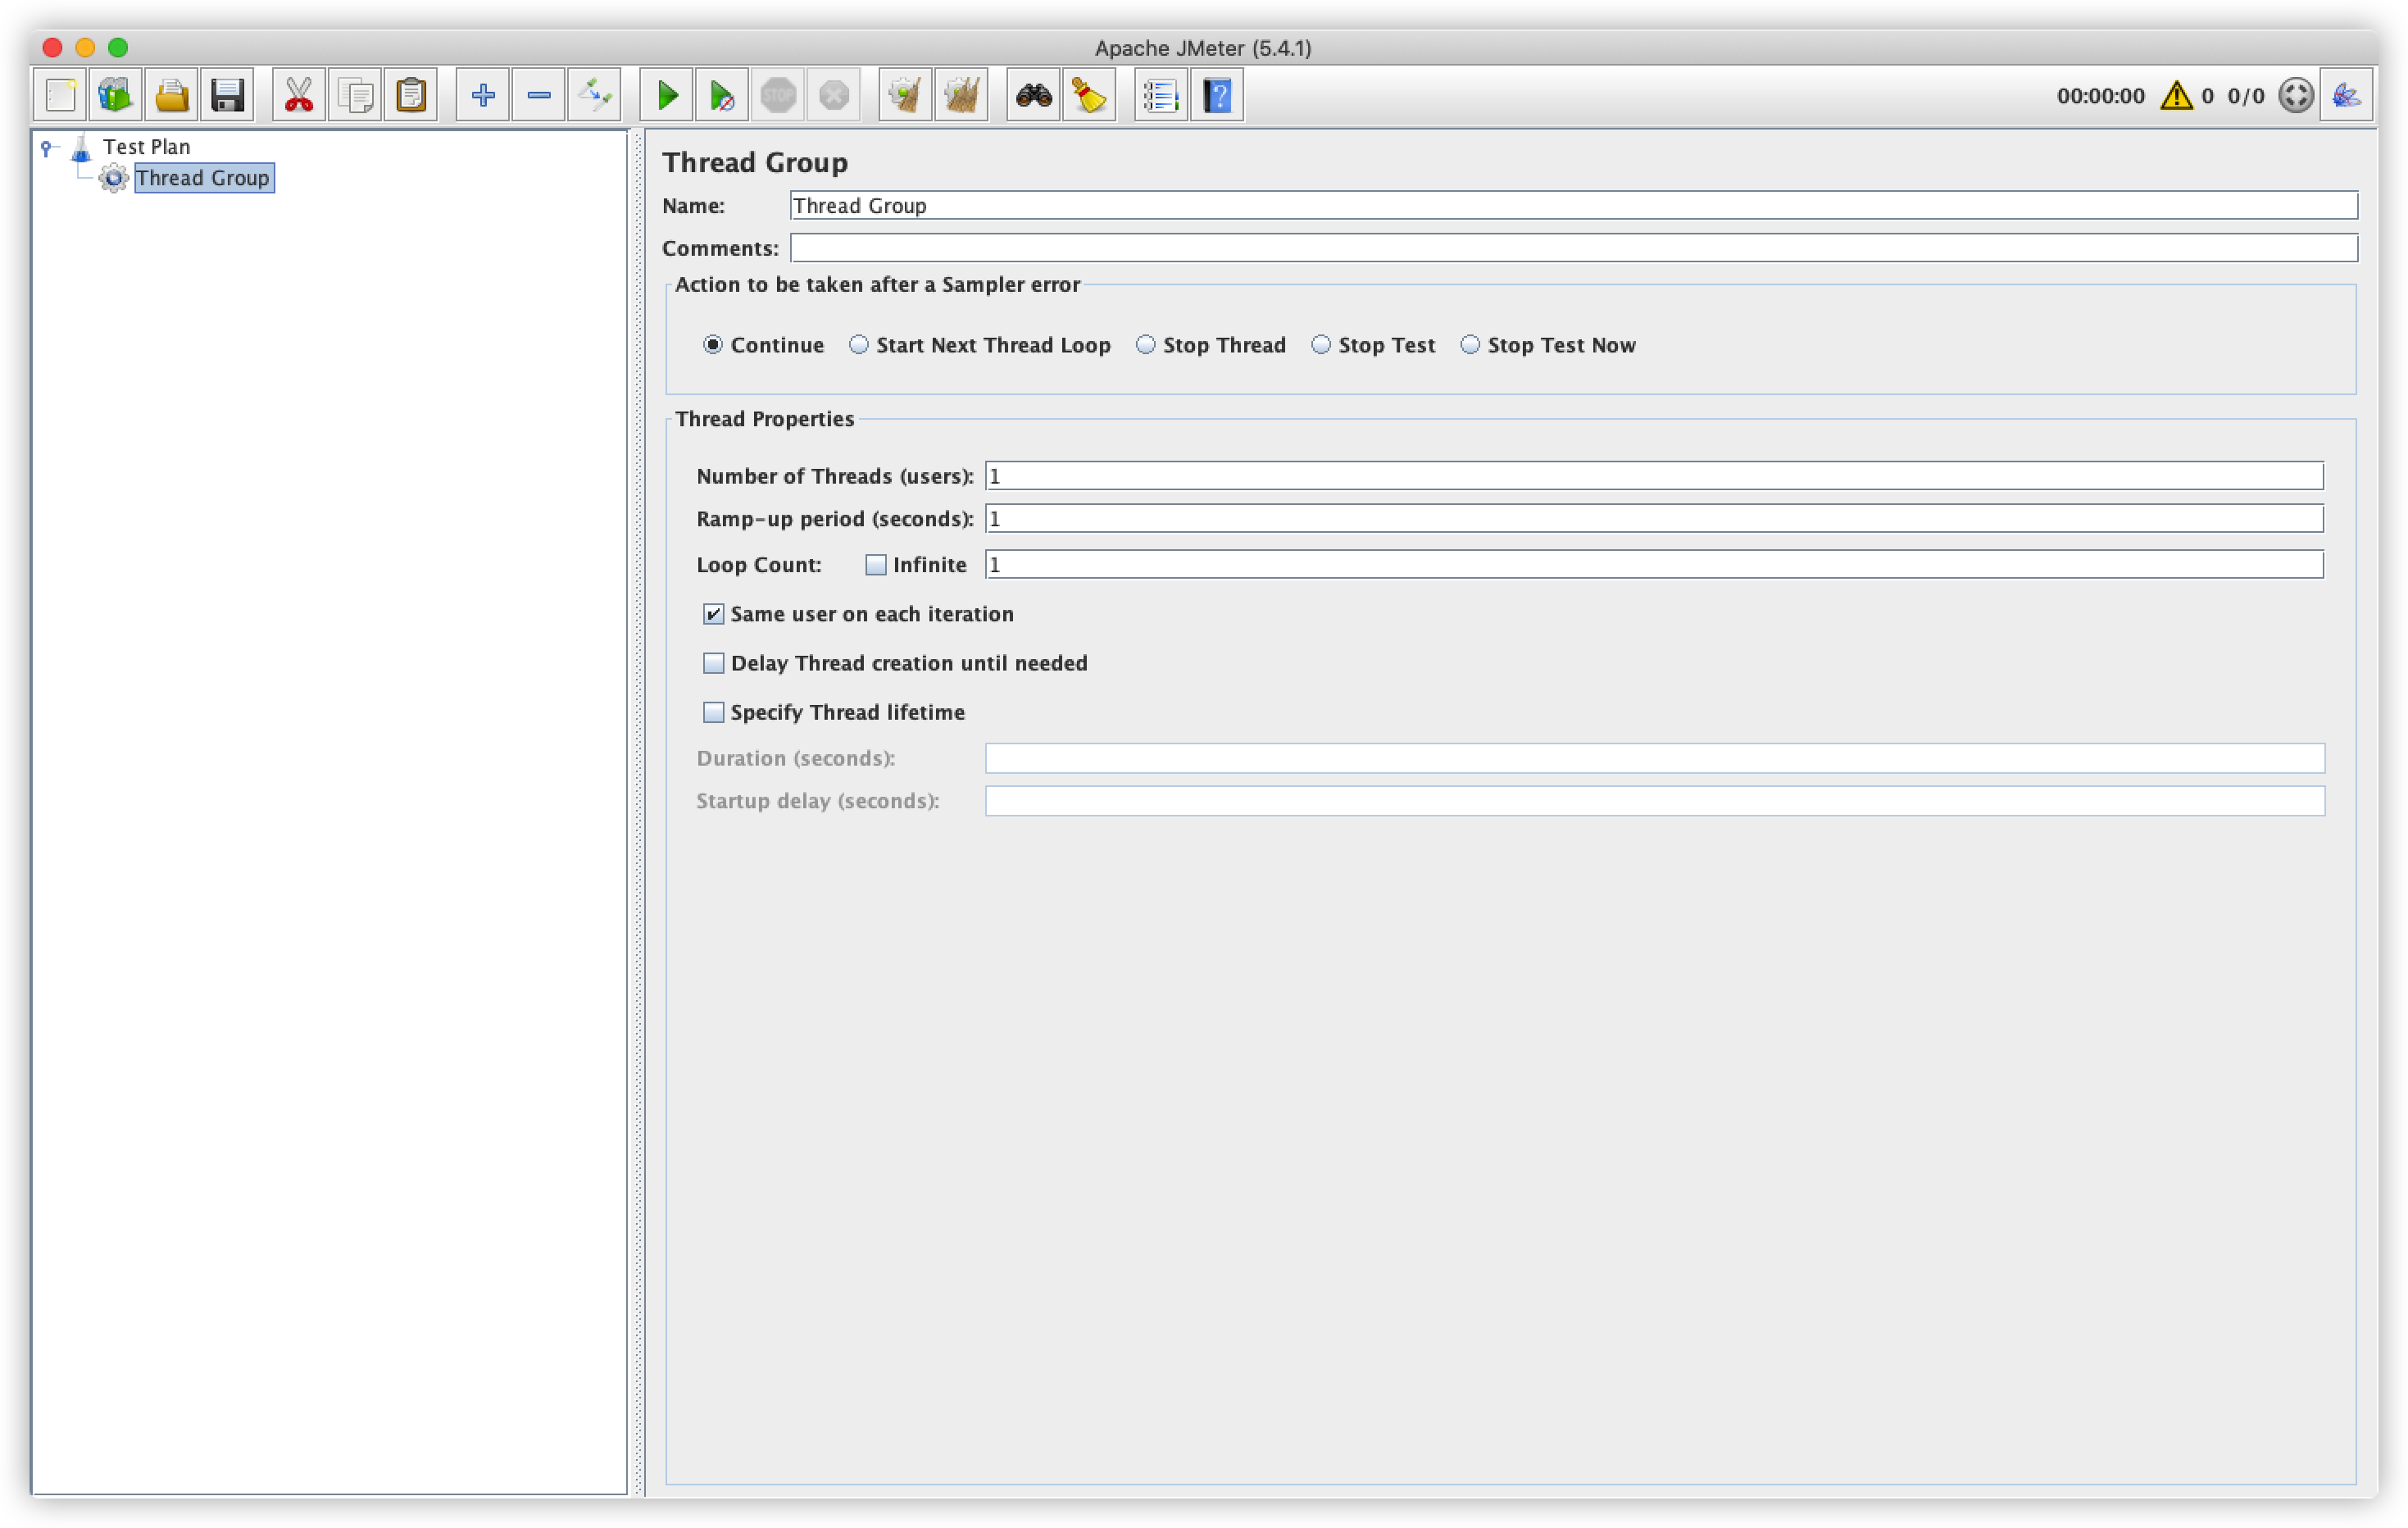 Apache JMeter (5.4.1)
STOP
?
00:00:00 0 0/0
Test Plan
Thread Group
Thread Group
Name: Thread Group
Comments:
Action to be taken after a Sampler error
Continue Start Next Thread Loop Stop Thread Stop Test Stop Test Now
Thread Properties
Number of Threads (users): 1
Ramp-up period (seconds): 1
Loop Count: Infinite 1
Same user on each iteration
Delay Thread creation until needed
Specify Thread lifetime
Duration (seconds):
Startup delay (seconds):